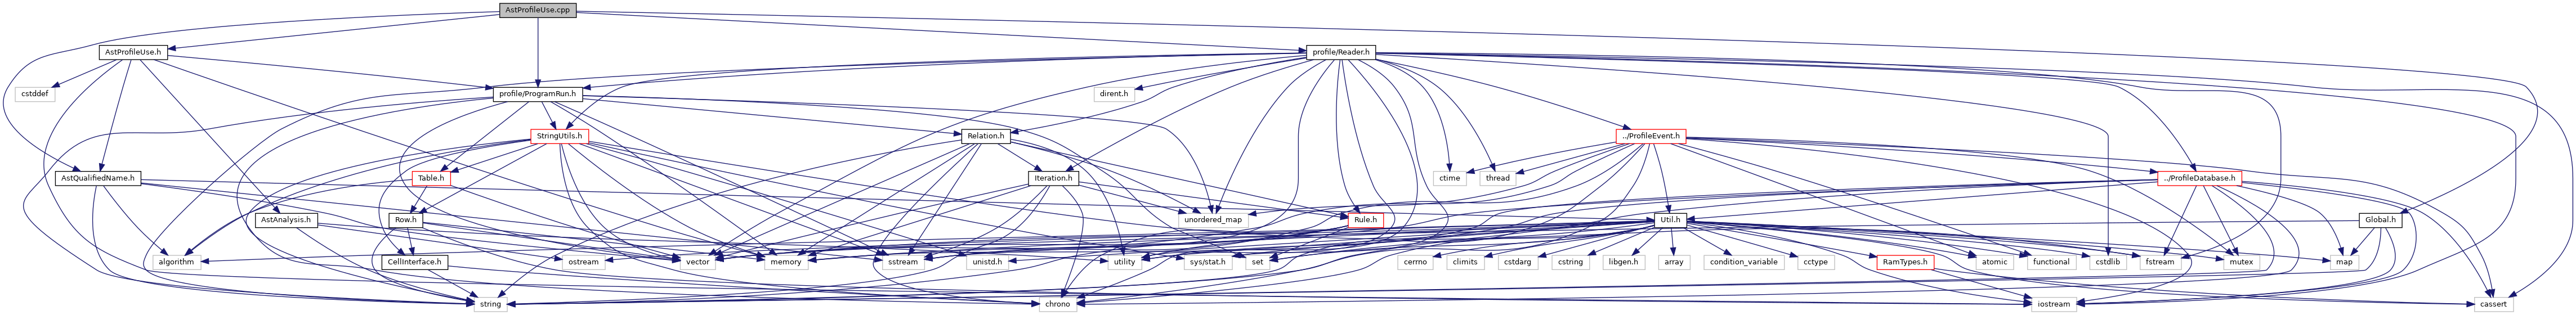 AstProfileUse.cpp
AstProfileUse.h
profile/Reader.h
cstddef
profile/ProgramRun.h
dirent.h
StringUtils.h
Relation.h
../ProfileEvent.h
AstQualifiedName.h
Table.h
Iteration.h
ctime
thread
../ProfileDatabase.h
AstAnalysis.h
Row.h
unordered_map
Rule.h
Util.h
Global.h
algorithm
CellInterface.h
ostream
vector
memory
sstream
unistd.h
utility
sys/stat.h
set
cerrno
climits
cstdarg
cstring
libgen.h
array
condition_variable
cctype
RamTypes.h
atomic
functional
cstdlib
fstream
mutex
map
string
chrono
iostream
cassert